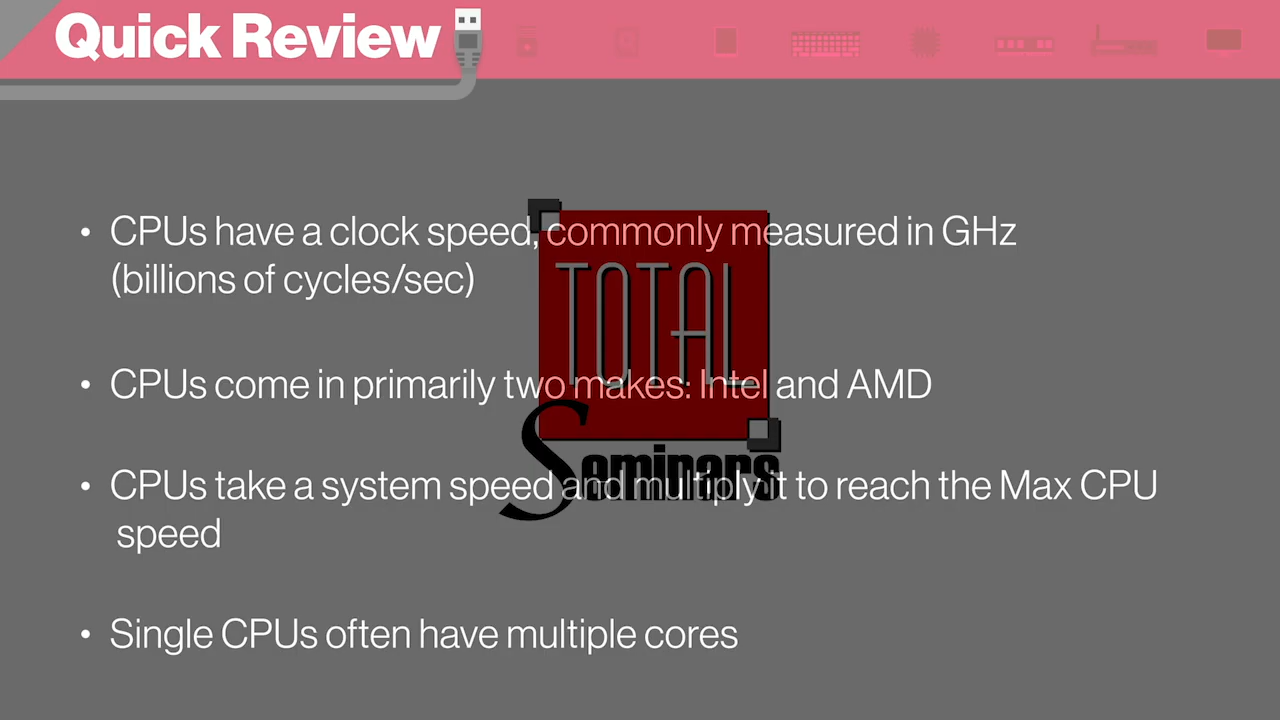 Quick Review
• CPUs have a clock speed, commonly measured in GHz
(billions of cycles/sec)
• CPUs come in primarily two makes: Intel and AMD
• CPUs take a system speed and multiply it to reach the Max CPU
speed
• Single CPUs often have multiple cores
TOTAL
Seminars